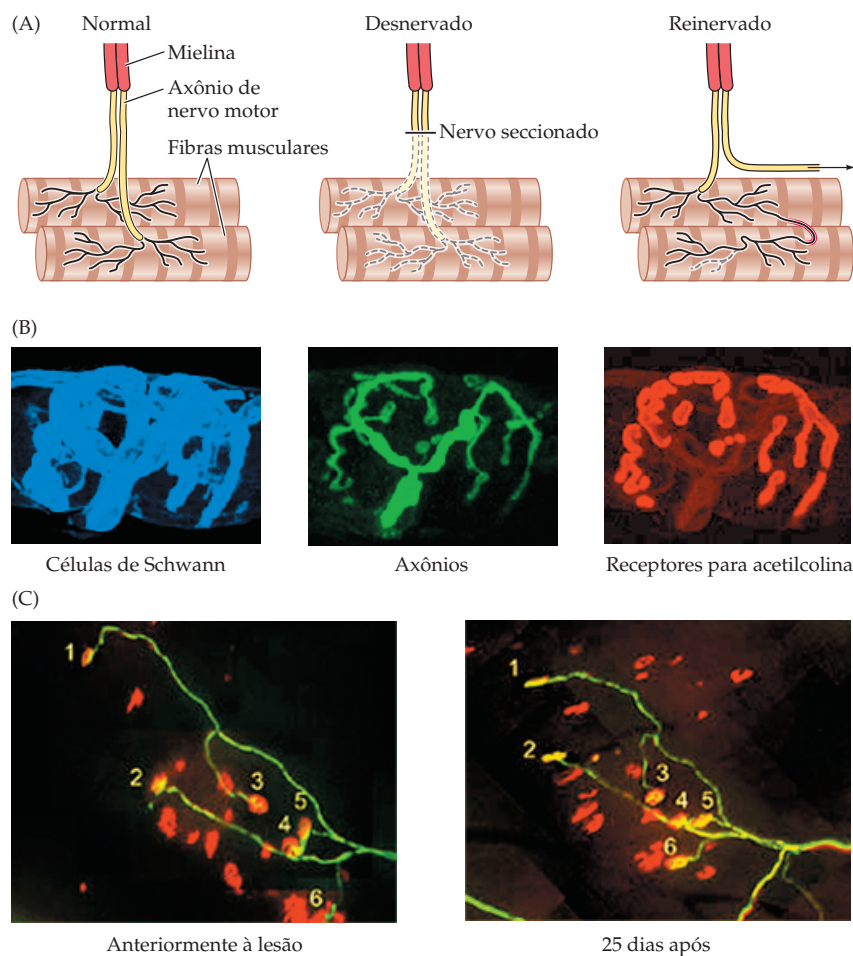 (A)
Normal
Desnervado
Reinervado
Mielina
Axônio de
nervo motor
Fibras musculares
Nervo seccionado
(B)
Células de Schwann
Axônios
Receptores para acetilcolina
(C)
1
2
3
4
5
6
1
2
3
4
5
6
Anteriormente à lesão
25 dias após